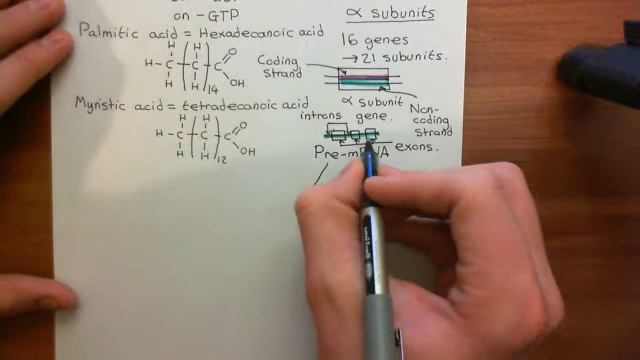 on -GTP
Palmitic acid = Hexadecanoic acid
H H
H-C-(C)-C O
H H OH
14
Myristic acid = tetradecanoic acid
H H
H-C-(C)-C O
H H OH
12
α subunits
16 genes
→ 21 subunits.
Coding
strand
α subunit
gene.
Non-
coding
strand
introns
exons.
Pre-mRNA